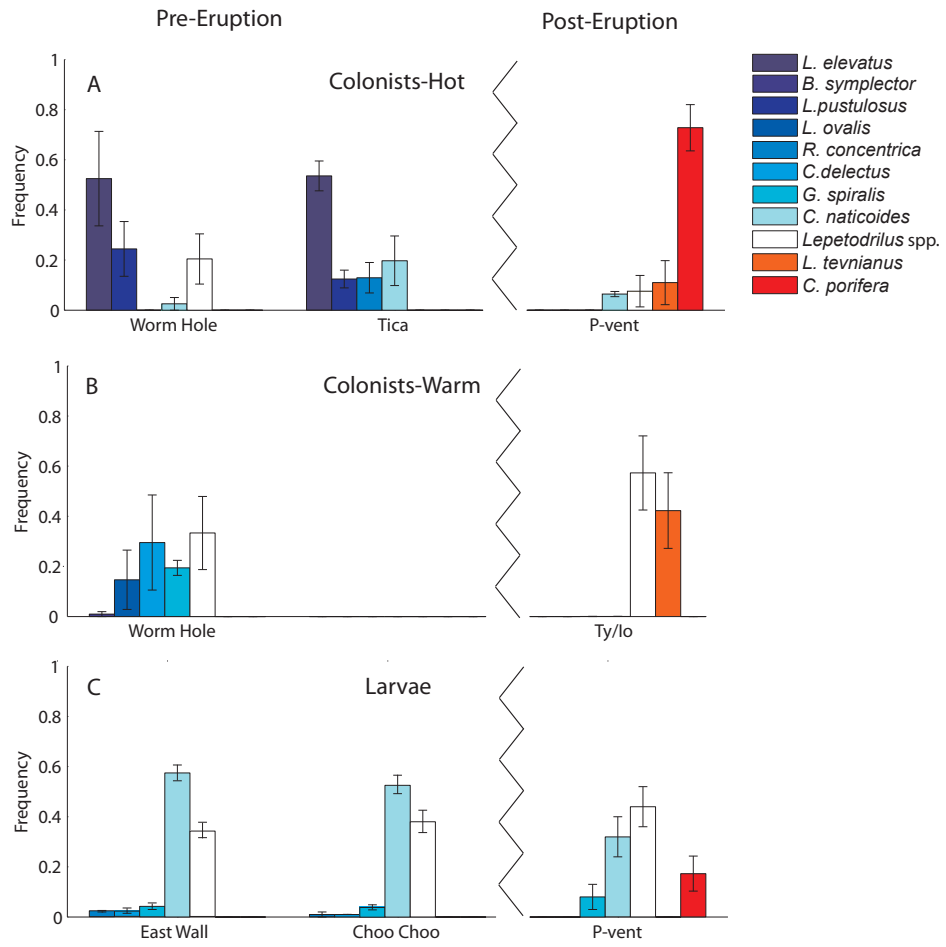 Pre-Eruption
Post-Eruption
A
Colonists-Hot
Frequency
1
0.8
0.6
0.4
0.2
0
Worm Hole
Tica
P-vent
L. elevatus
B. symplector
L.pustulosus
L. ovalis
R. concentrica
C.delectus
G. spiralis
C. naticoides
Lepetodrilus spp.
L. tevnianus
C. porifera
B
Colonists-Warm
Frequency
1
0.8
0.6
0.4
0.2
0
Worm Hole
Ty/Io
C
Larvae
Frequency
1
0.8
0.6
0.4
0.2
0
East Wall
Choo Choo
P-vent